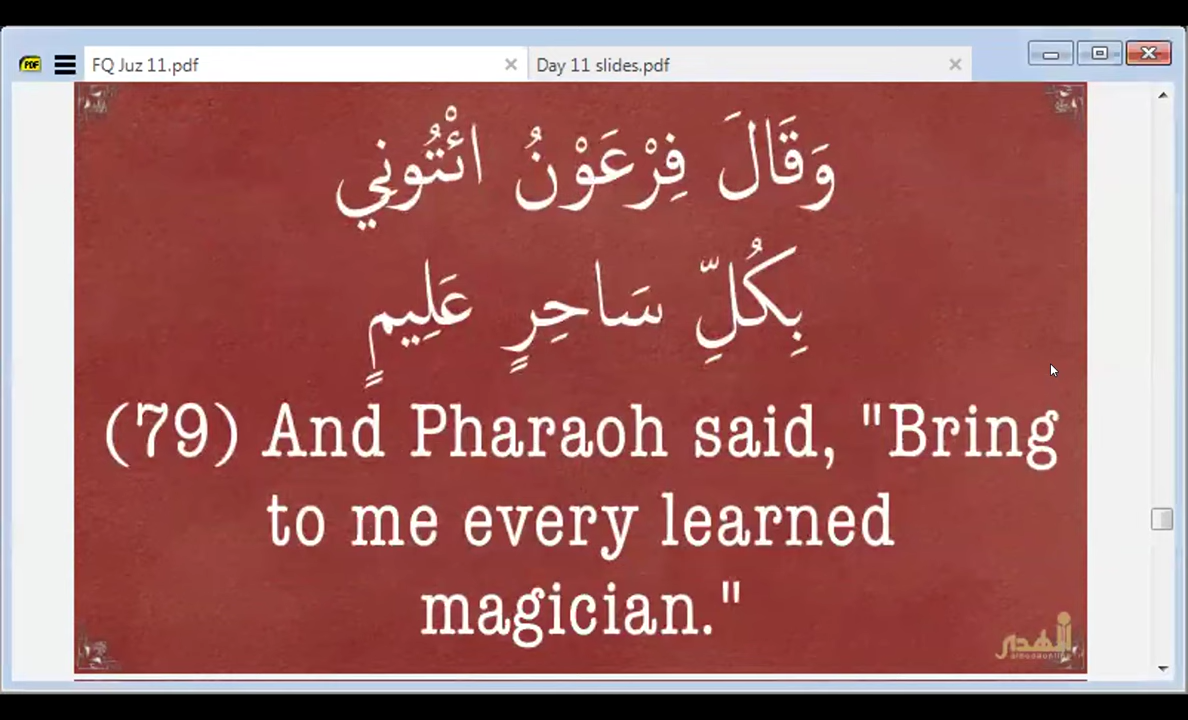 FQ Juz 11.pdf
Day 11 slides.pdf
وَقَالَ فِرْعَوْنُ ائْتُونِي
بِكُلِّ سَاحِرٍ عَلِيمٍ
(79) And Pharaoh said, "Bring
to me every learned
magician."
الهدى